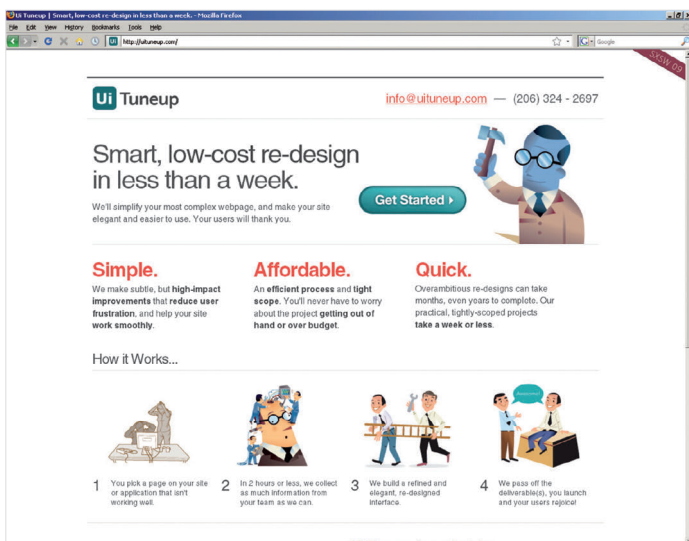 Ui Tuneup | Smart, low-cost re-design in less than a week. - Mozilla Firefox
File Edit View History Bookmarks Tools Help
Ui http://uituneup.com/ G Google
SXSW 09
Ui Tuneup info@uituneup.com — (206) 324 - 2697
Smart, low-cost re-design
in less than a week.
We'll simplify your most complex webpage, and make your site
elegant and easier to use. Your users will thank you.
Get Started
Simple.
We make subtle, but high-impact
improvements that reduce user
frustration, and help your site
work smoothly.
Affordable.
An efficient process and tight
scope. You'll never have to worry
about the project getting out of
hand or over budget.
Quick.
Overambitious re-designs can take
months, even years to complete. Our
practical, tightly-scoped projects
take a week or less.
How it Works...
1 You pick a page on your site
or application that isn't
working well.
2 In 2 hours or less, we collect
as much information from
your team as we can.
3 We build a refined and
elegant, re-designed
interface.
Awesome!
4 We pass off the
deliverable(s), you launch
and your users rejoice!